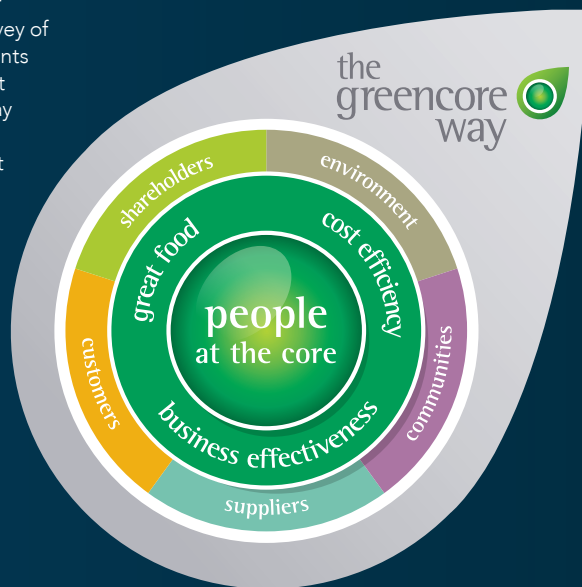 vey of
nts
t
ay
t
the
greencore
way
shareholders
environment
great food
cost efficiency
people
at the core
customers
communities
business effectiveness
suppliers